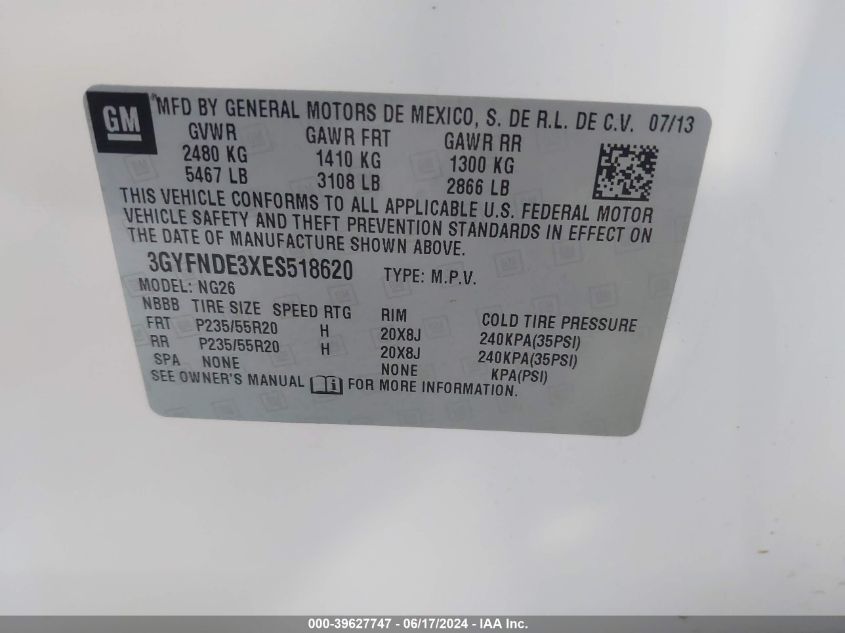 GM
MFD BY GENERAL MOTORS DE MEXICO, S. DE R.L. DE C.V. 07/13
GVWR GAWR FRT GAWR RR
2480 KG 1410 KG 1300 KG
5467 LB 3108 LB 2866 LB
THIS VEHICLE CONFORMS TO ALL APPLICABLE U.S. FEDERAL MOTOR
VEHICLE SAFETY AND THEFT PREVENTION STANDARDS IN EFFECT ON
THE DATE OF MANUFACTURE SHOWN ABOVE.
3GYFNDE3XES518620 TYPE: M.P.V.
MODEL: NG26
NBBB TIRE SIZE SPEED RTG RIM COLD TIRE PRESSURE
FRT P235/55R20 H 20X8J 240KPA(35PSI)
RR P235/55R20 H 20X8J 240KPA(35PSI)
SPA NONE NONE KPA(PSI)
SEE OWNER'S MANUAL FOR MORE INFORMATION.
000-39627747 - 06/17/2024 - IAA Inc.